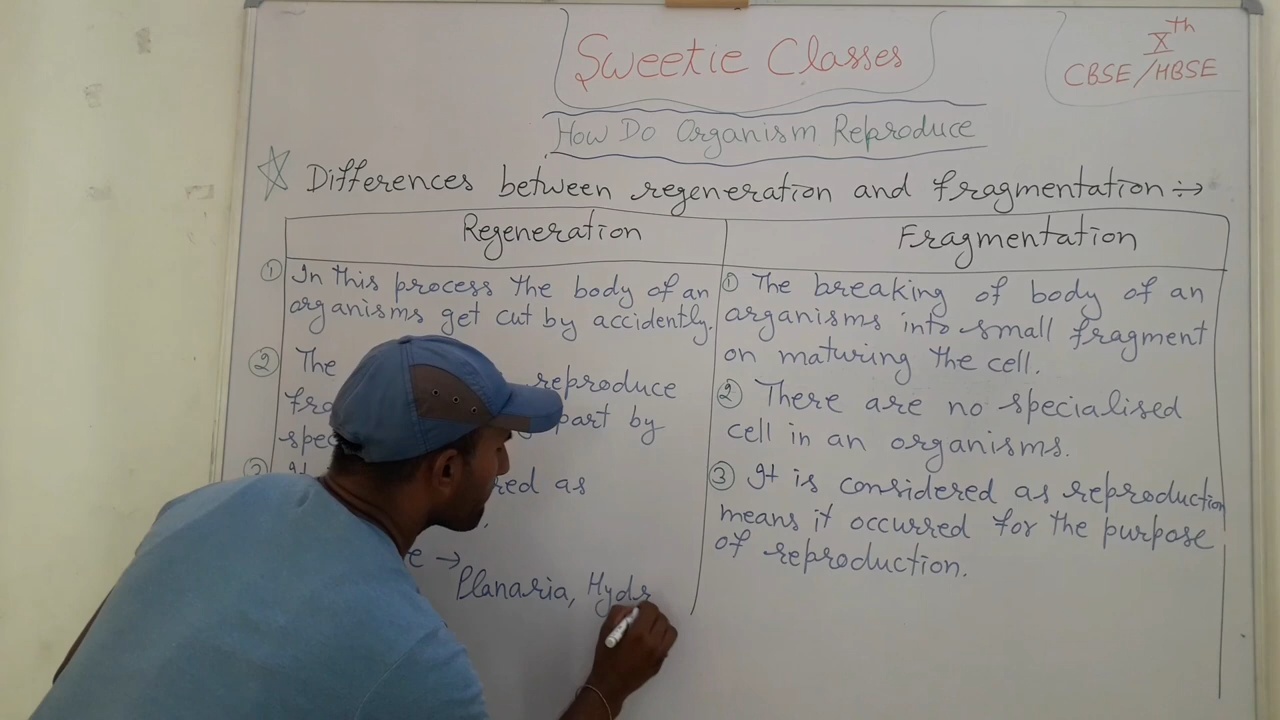 Sweetie Classes
Xth
CBSE/HBSE
How Do Organism Reproduce
Differences between regeneration and fragmentation :→
Regeneration
① In this process the body of an
organisms get cut by accidently.
② The reproduce
part by
red as
→
Planaria, Hydr
Fragmentation
① The breaking of body of an
organisms into small fragment
on maturing the cell.
② There are no specialised
cell in an organisms.
③ It is considered as reproduction
means it occurred for the purpose
of reproduction.